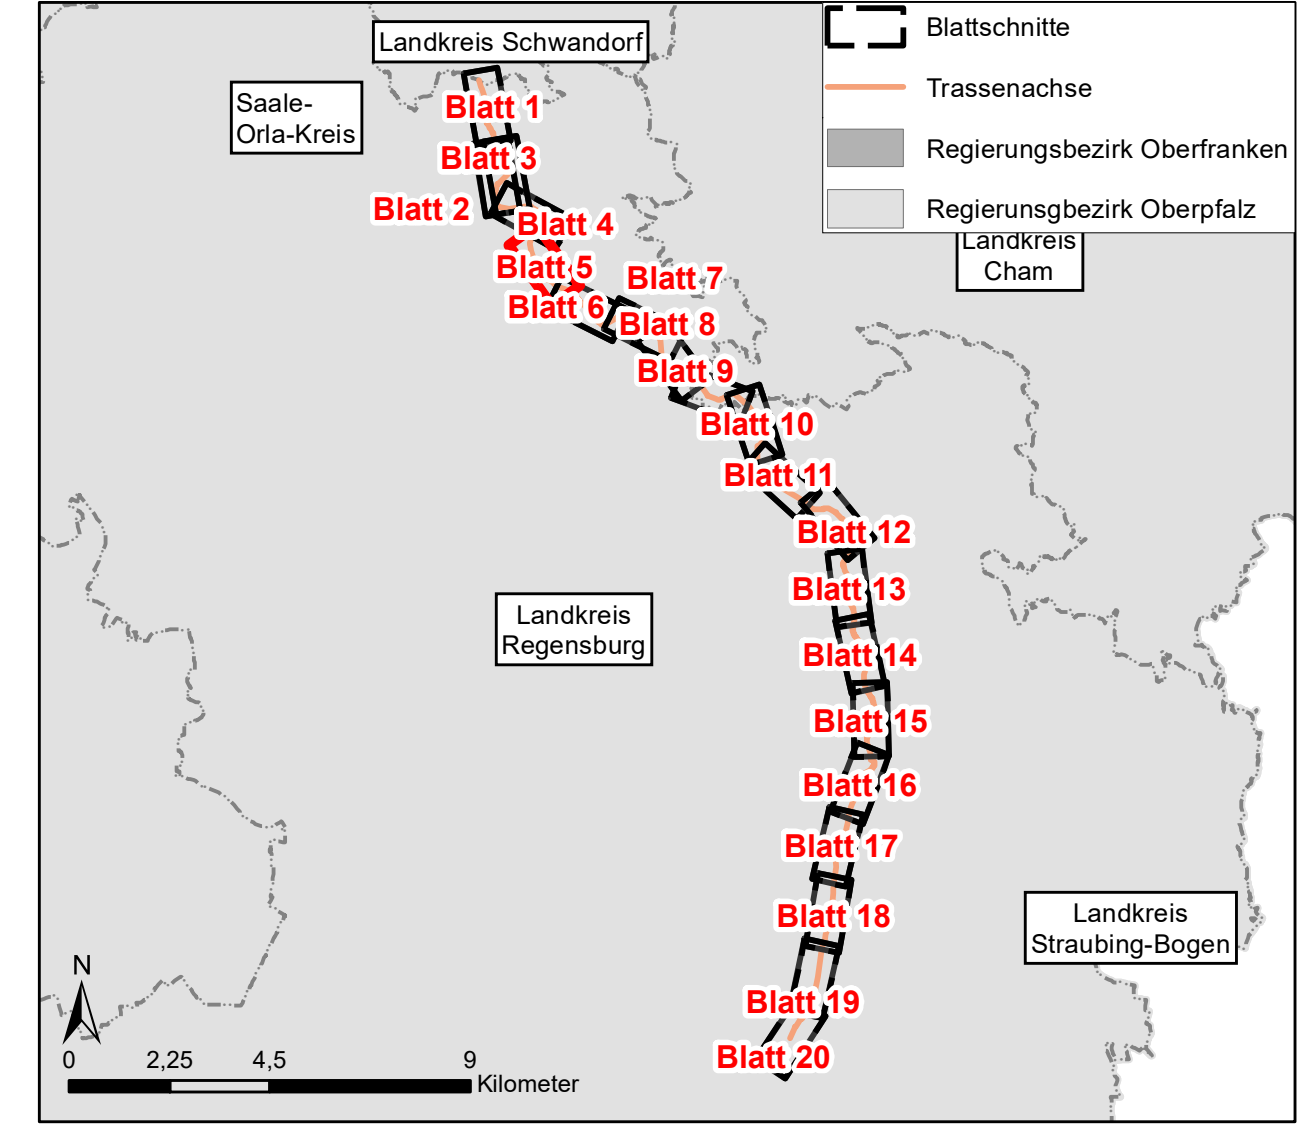 Landkreis Schwandorf
Saale-
Orla-Kreis
Blattschnitte
Trassenachse
Regierungsbezirk Oberfranken
Regierunsgbezirk Oberpfalz
Landkreis
Cham
Blatt 1
Blatt 3
Blatt 2
Blatt 4
Blatt 5
Blatt 7
Blatt 6
Blatt 8
Blatt 9
Blatt 10
Blatt 11
Blatt 12
Blatt 13
Landkreis
Regensburg
Blatt 14
Blatt 15
Blatt 16
Blatt 17
Blatt 18
Landkreis
Straubing-Bogen
Blatt 19
Blatt 20
N
0 2,25 4,5 9
Kilometer